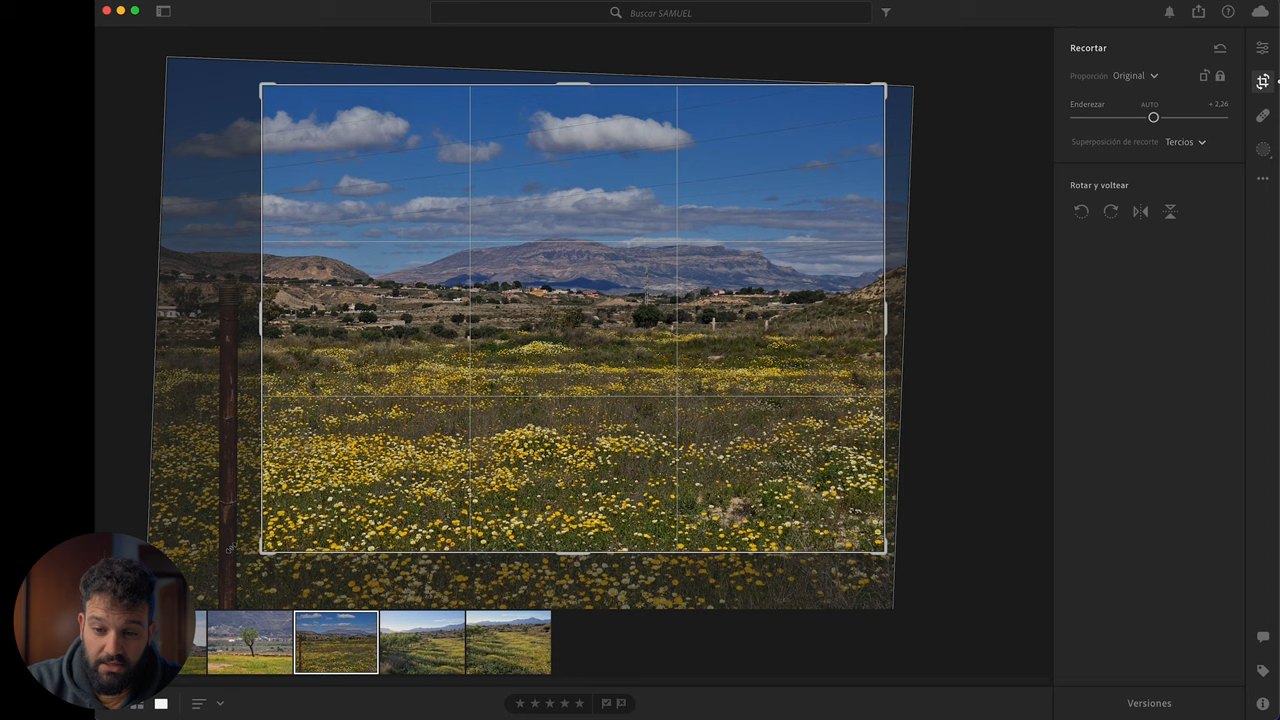 Buscar SAMUEL
Recortar
Proporción Original
Enderezar AUTO + 2,26
Superposición de recorte Tercios
Rotar y voltear
Versiones